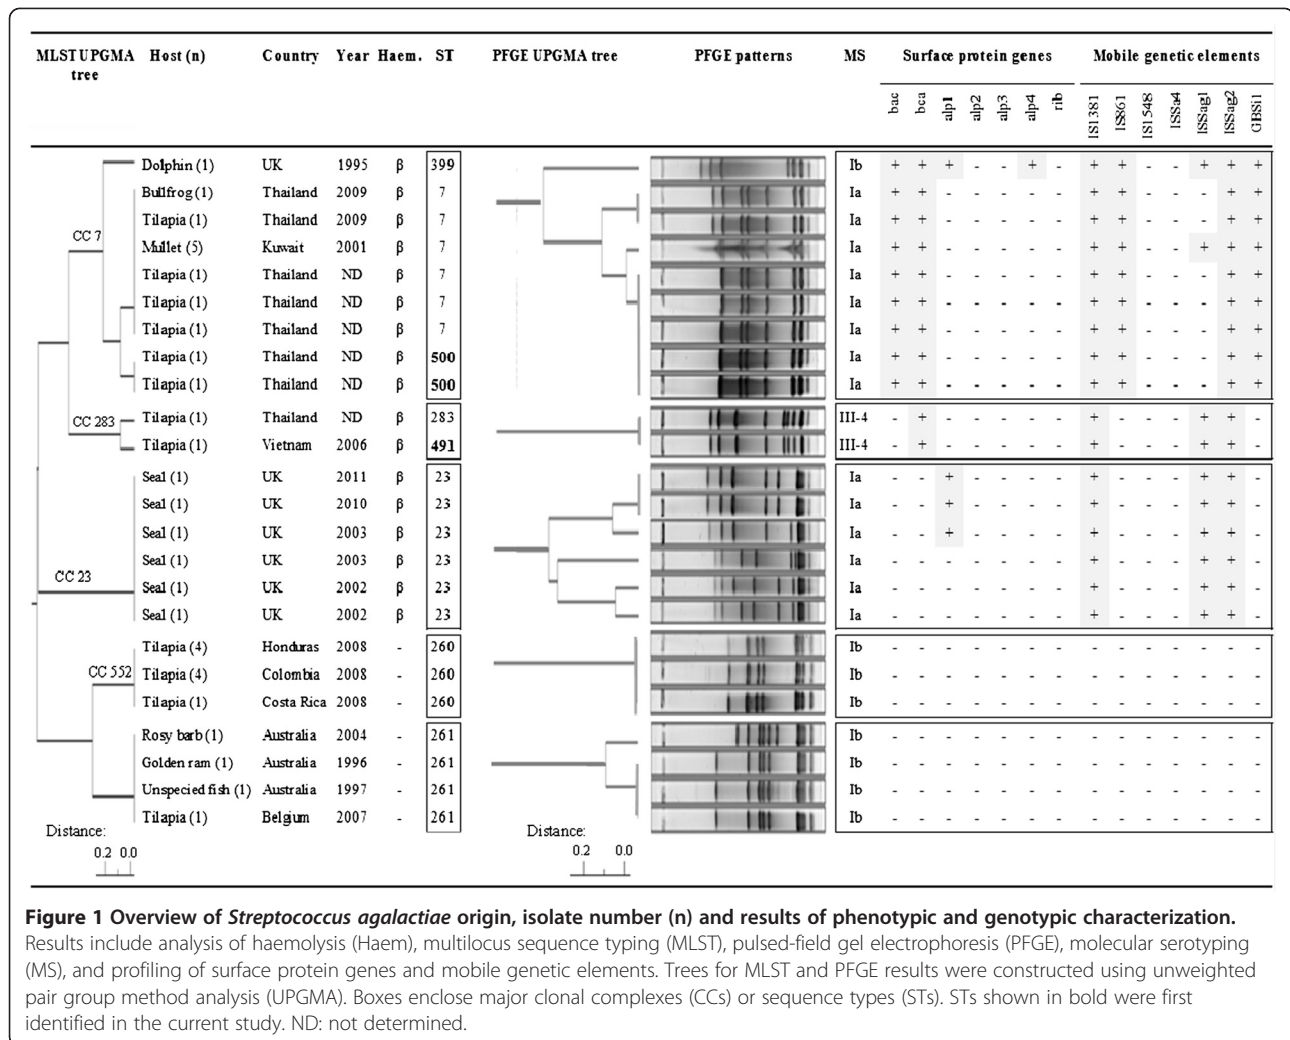 MLST UPGMA tree Host (n) Country Year Haem. ST PFGE UPGMA tree PFGE patterns MS Surface protein genes Mobile genetic elements
bac bca alp1 alp2 alp3 alp4 rib IS1381 IS861 IS1548 ISSa4 ISSag1 ISSag2 GBSi1
Dolphin (1) UK 1995 β 399 Ib + + + - - + - + + - - + + +
Bullfrog (1) Thailand 2009 β 7 Ia + + - - - - - + + - - - + +
Tilapia (1) Thailand 2009 β 7 Ia + + - - - - - + + - - - + +
CC 7
Mullet (5) Kuwait 2001 β 7 Ia + + - - - - - + + - - + + +
Tilapia (1) Thailand ND β 7 Ia + + - - - - - + + - - - + +
Tilapia (1) Thailand ND β 7 Ia + + - - - - - + + - - - + +
Tilapia (1) Thailand ND β 7 Ia + + - - - - - + + - - - + +
Tilapia (1) Thailand ND β 500 Ia + + - - - - - + + - - - + +
Tilapia (1) Thailand ND β 500 Ia + + - - - - - + + - - - + +
CC 283 Tilapia (1) Thailand ND β 283 III-4 - + - - - - - + - - - + + -
Tilapia (1) Vietnam 2006 β 491 III-4 - + - - - - - + - - - + + -
Seal (1) UK 2011 β 23 Ia - - + - - - - + - - - + + -
Seal (1) UK 2010 β 23 Ia - - + - - - - + - - - + + -
Seal (1) UK 2003 β 23 Ia - - + - - - - + - - - + + -
Seal (1) UK 2003 β 23 Ia - - - - - - - + - - - + + -
CC 23
Seal (1) UK 2002 β 23 Ia - - - - - - - + - - - + + -
Seal (1) UK 2002 β 23 Ia - - - - - - - + - - - + + -
Tilapia (4) Honduras 2008 - 260 Ib - - - - - - - - - - - - - -
CC 552 Tilapia (4) Colombia 2008 - 260 Ib - - - - - - - - - - - - - -
Tilapia (1) Costa Rica 2008 - 260 Ib - - - - - - - - - - - - - -
Rosy barb (1) Australia 2004 - 261 Ib - - - - - - - - - - - - - -
Golden ram (1) Australia 1996 - 261 Ib - - - - - - - - - - - - - -
Unspecied fish (1) Australia 1997 - 261 Ib - - - - - - - - - - - - - -
Tilapia (1) Belgium 2007 - 261 Ib - - - - - - - - - - - - - -
Distance: Distance:
0.2 0.0 0.2 0.0
Figure 1 Overview of Streptococcus agalactiae origin, isolate number (n) and results of phenotypic and genotypic characterization.
Results include analysis of haemolysis (Haem), multilocus sequence typing (MLST), pulsed-field gel electrophoresis (PFGE), molecular serotyping
(MS), and profiling of surface protein genes and mobile genetic elements. Trees for MLST and PFGE results were constructed using unweighted
pair group method analysis (UPGMA). Boxes enclose major clonal complexes (CCs) or sequence types (STs). STs shown in bold were first
identified in the current study. ND: not determined.